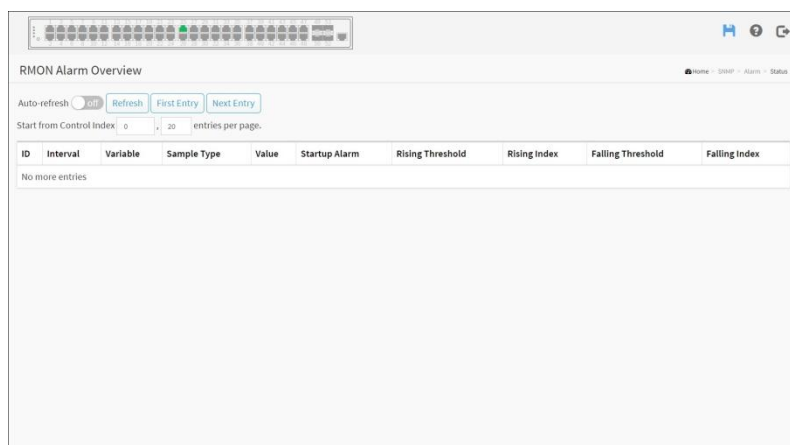 RMON Alarm Overview
Home > SNMP > Alarm > Status
Auto-refresh off Refresh First Entry Next Entry
Start from Control Index 0 , 20 entries per page.
ID Interval Variable Sample Type Value Startup Alarm Rising Threshold Rising Index Falling Threshold Falling Index
No more entries